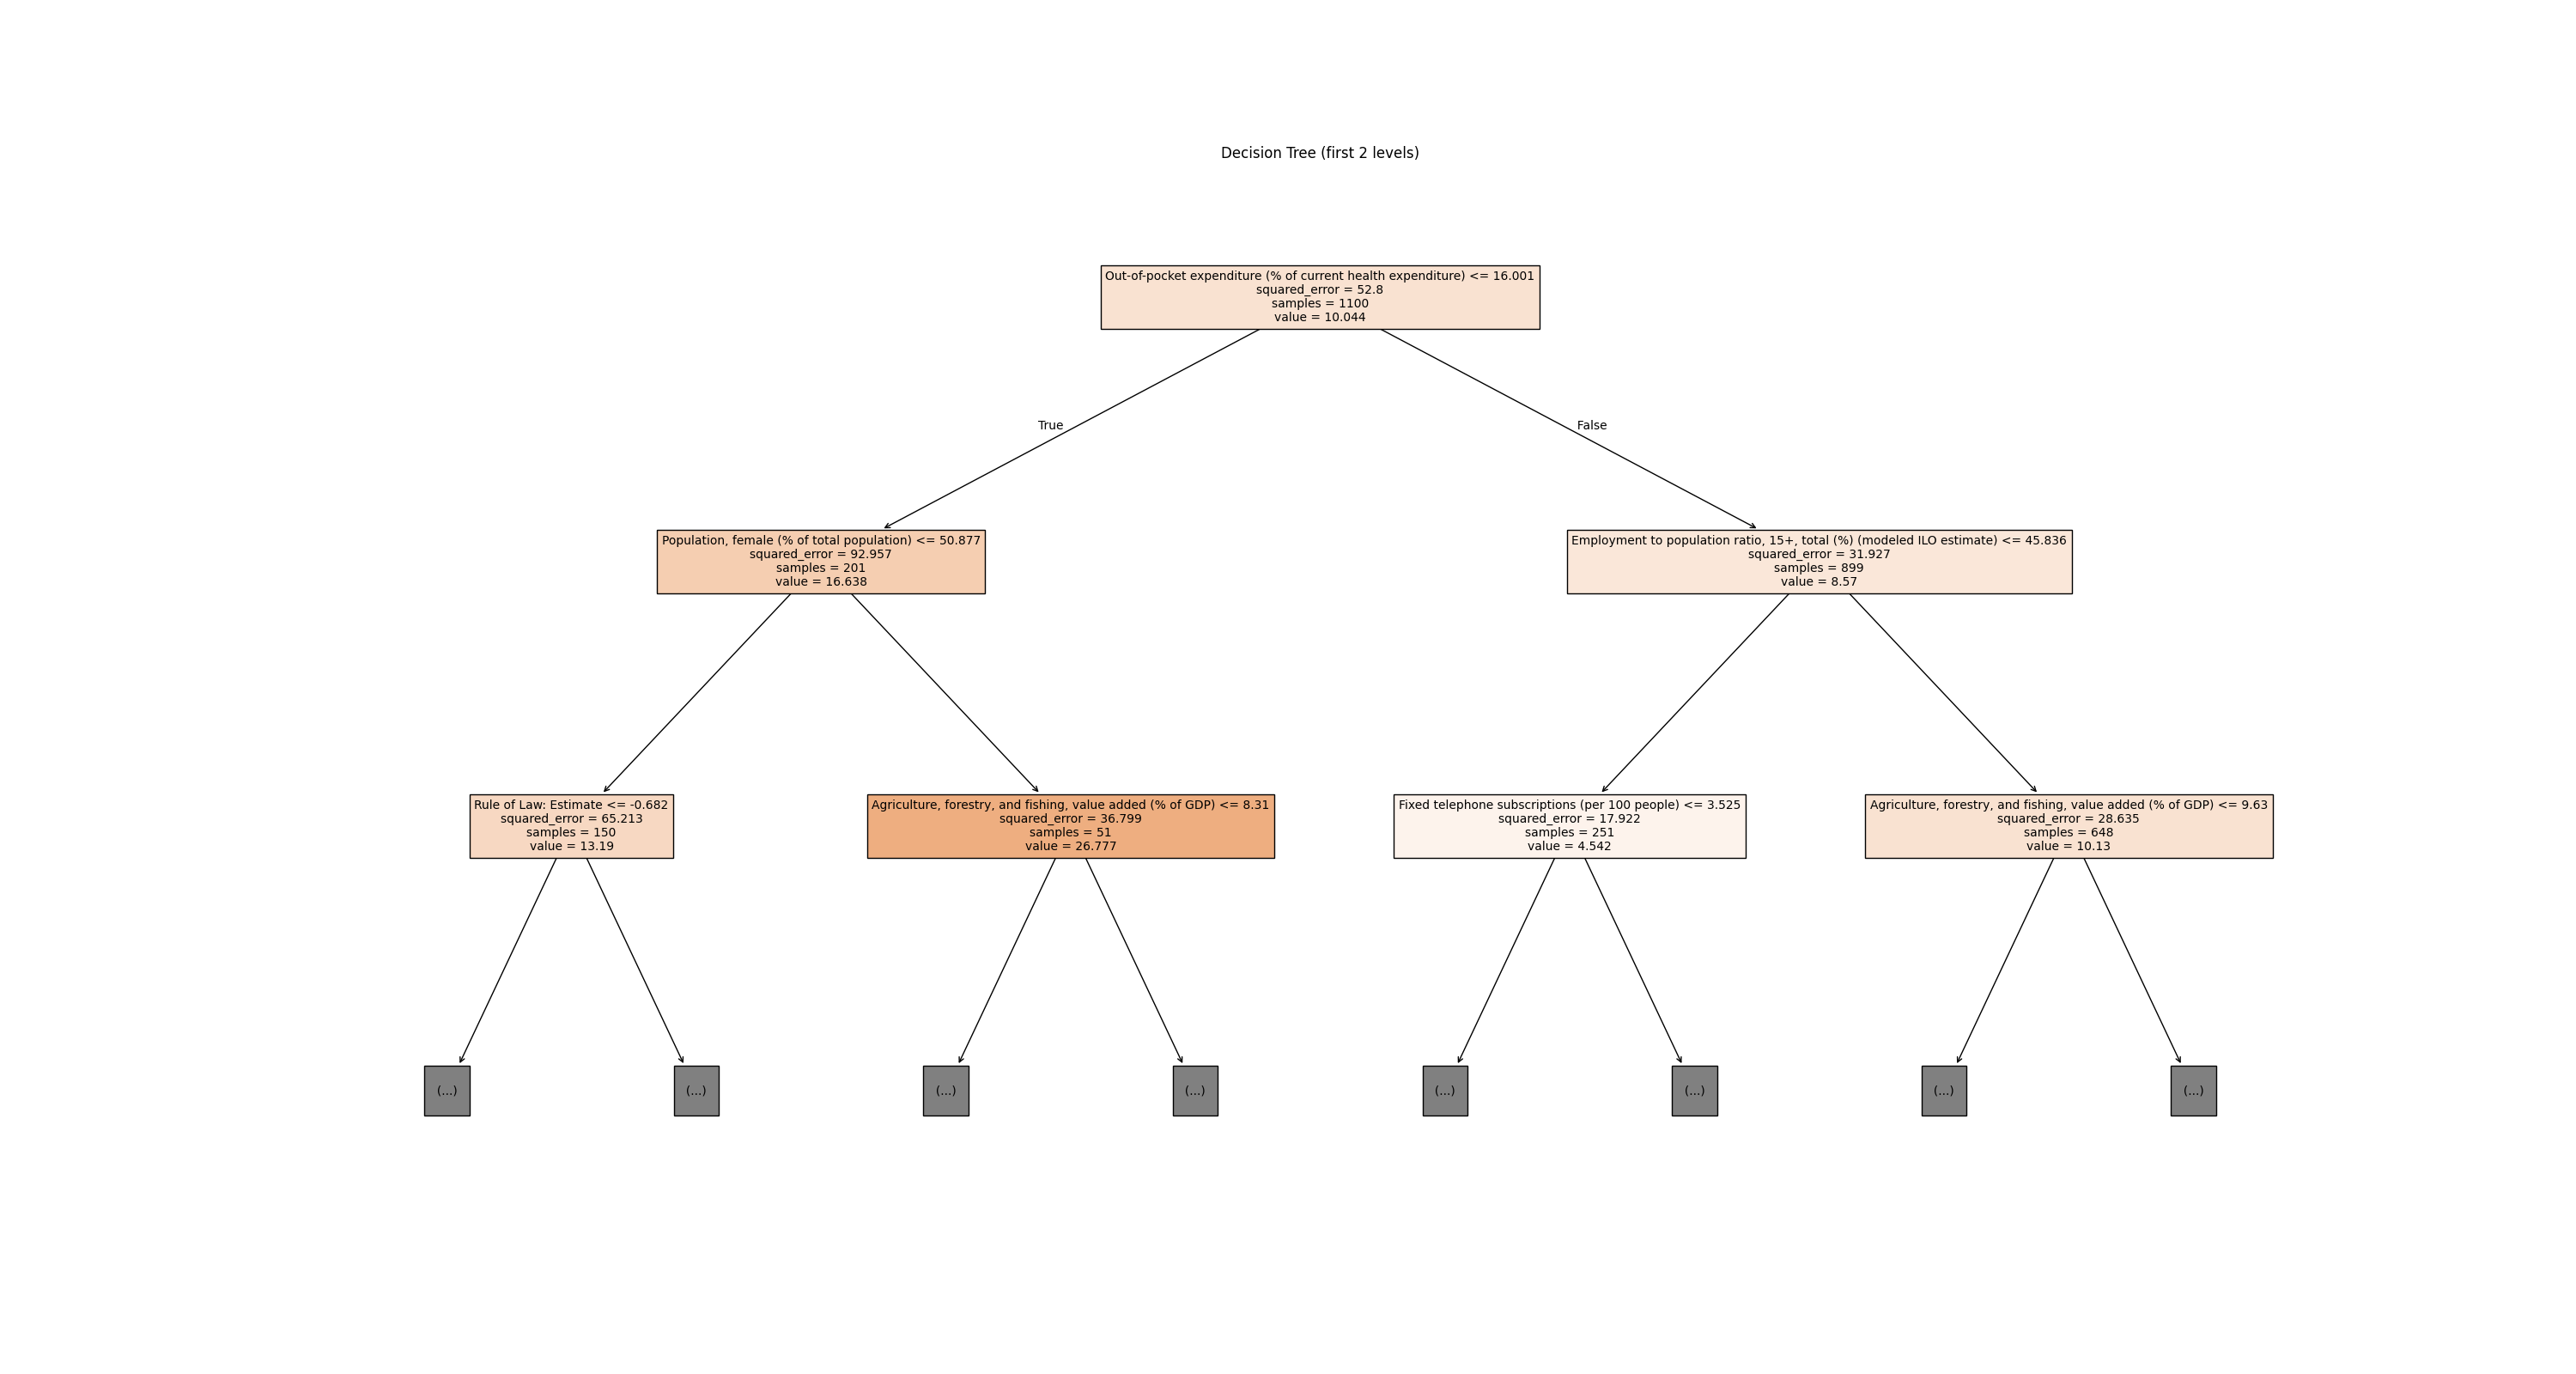 Decision Tree (first 2 levels)
Out-of-pocket expenditure (% of current health expenditure) <= 16.001
squared_error = 52.8
samples = 1100
value = 10.044
True
False
Population, female (% of total population) <= 50.877
squared_error = 92.957
samples = 201
value = 16.638
Employment to population ratio, 15+, total (%) (modeled ILO estimate) <= 45.836
squared_error = 31.927
samples = 899
value = 8.57
Rule of Law: Estimate <= -0.682
squared_error = 65.213
samples = 150
value = 13.19
Agriculture, forestry, and fishing, value added (% of GDP) <= 8.31
squared_error = 36.799
samples = 51
value = 26.777
Fixed telephone subscriptions (per 100 people) <= 3.525
squared_error = 17.922
samples = 251
value = 4.542
Agriculture, forestry, and fishing, value added (% of GDP) <= 9.63
squared_error = 28.635
samples = 648
value = 10.13
(...)
(...)
(...)
(...)
(...)
(...)
(...)
(...)